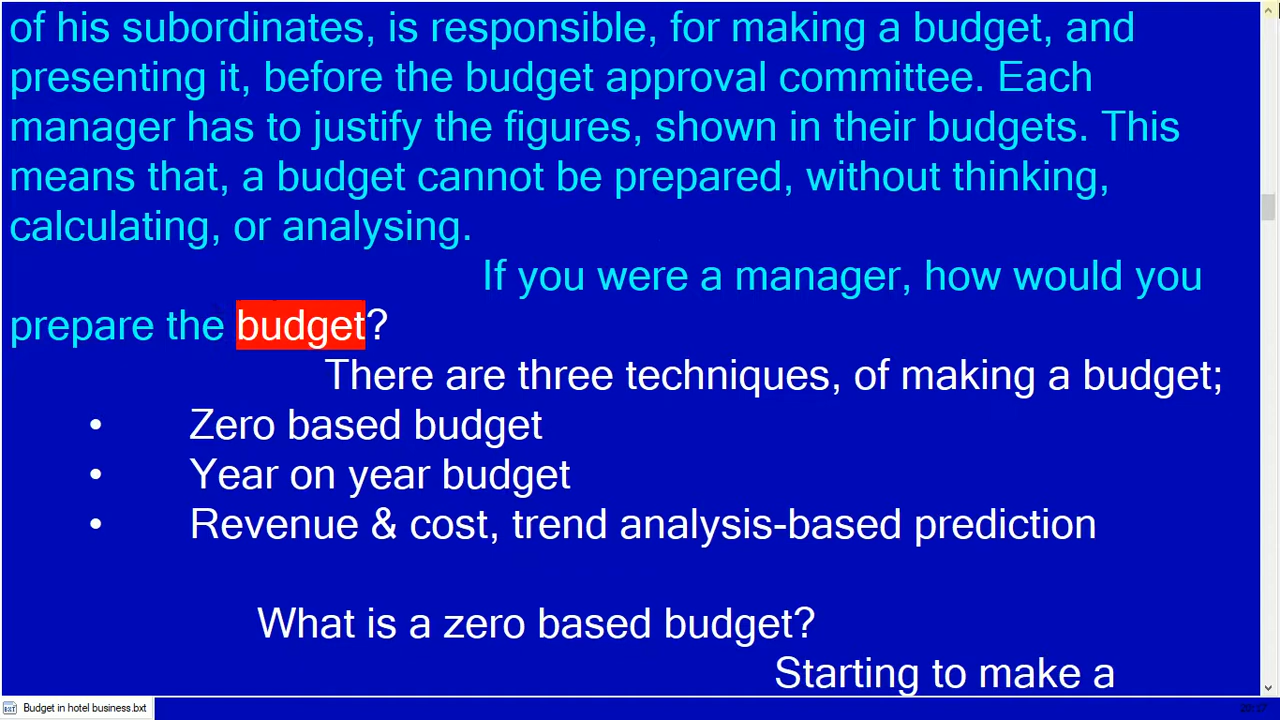 of his subordinates, is responsible, for making a budget, and
presenting it, before the budget approval committee. Each
manager has to justify the figures, shown in their budgets. This
means that, a budget cannot be prepared, without thinking,
calculating, or analysing.
If you were a manager, how would you
prepare the budget?
There are three techniques, of making a budget;
• Zero based budget
• Year on year budget
• Revenue & cost, trend analysis-based prediction
What is a zero based budget?
Starting to make a
Budget in hotel business.bxt